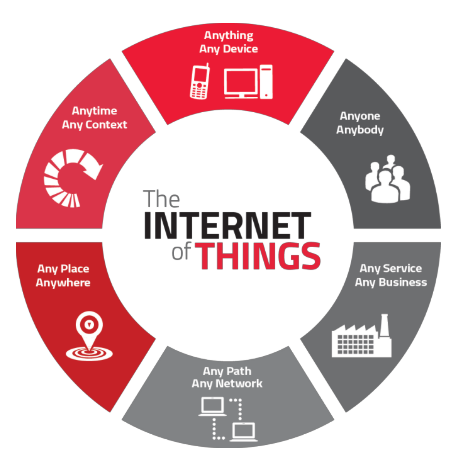 Anything
Any Device
Anyone
Anybody
Any Service
Any Business
Any Path
Any Network
Any Place
Anywhere
Anytime
Any Context
The
INTERNET
of THINGS